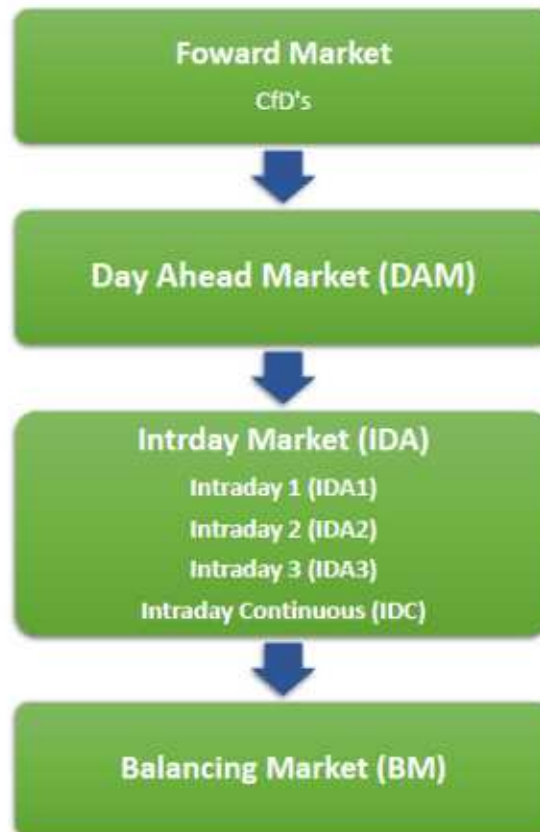 Foward Market
CfD's
Day Ahead Market (DAM)
Intrday Market (IDA)
Intraday 1 (IDA1)
Intraday 2 (IDA2)
Intraday 3 (IDA3)
Intraday Continuous (IDC)
Balancing Market (BM)